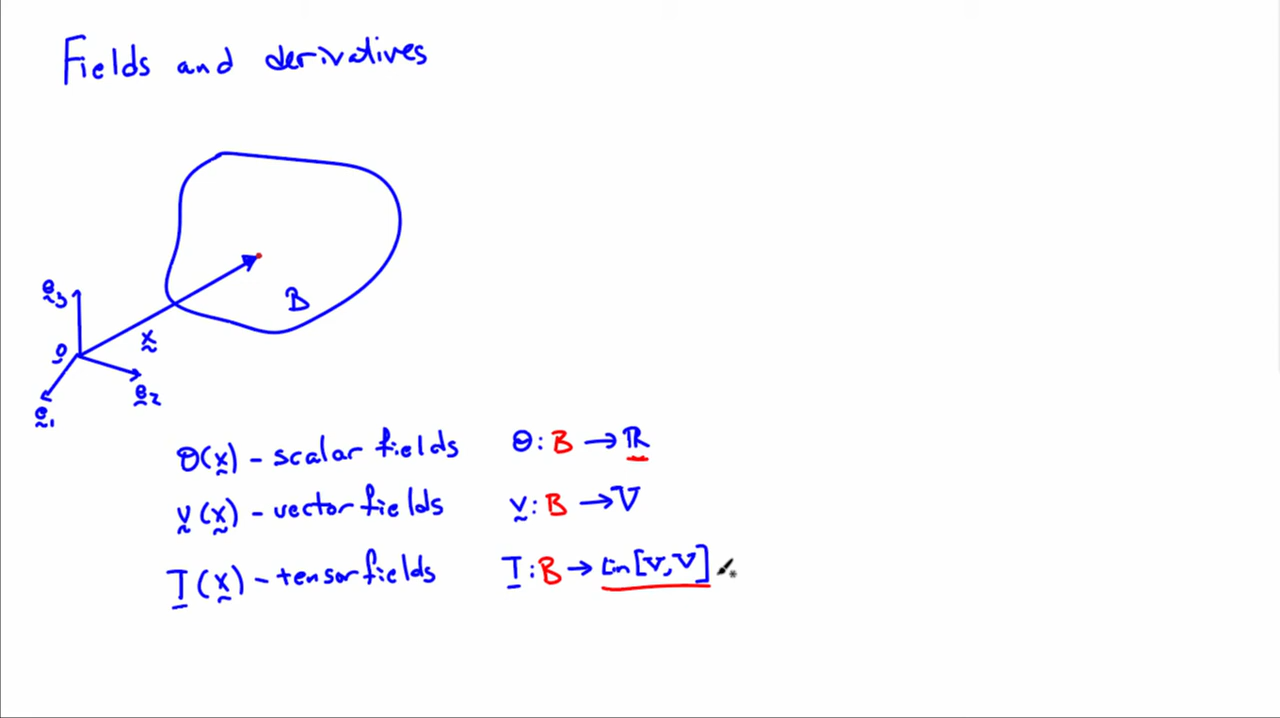 Fields and derivatives
e3
B
x
o
e2
e1
θ(x) - scalar fields θ: B → ℝ
v(x) - vector fields v: B → V
T(x) - tensor fields T: B → Lin[V,V]